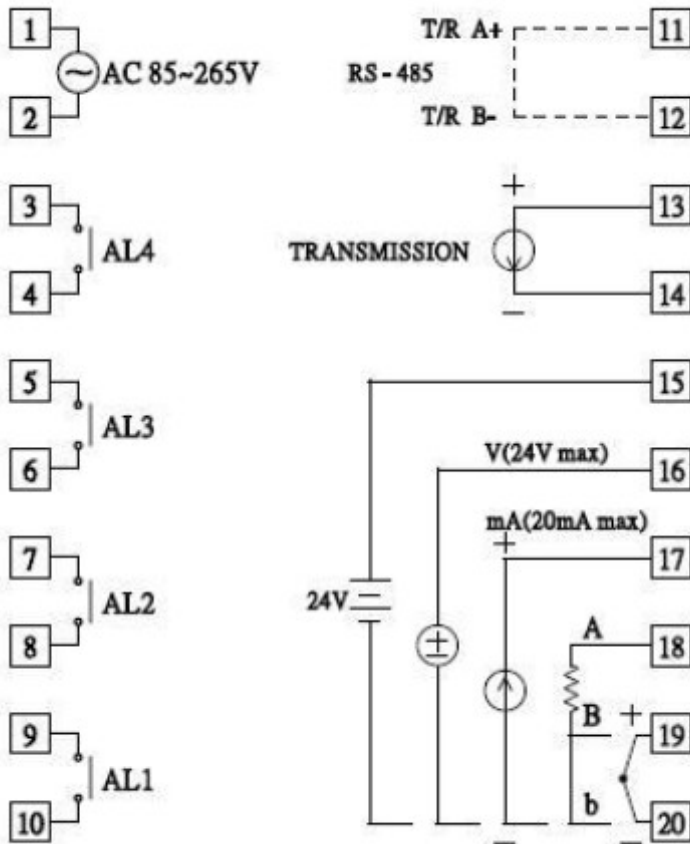 1
AC 85~265V
2
3
AL4
4
5
AL3
6
7
AL2
8
9
AL1
10
T/R A+
11
RS - 485
T/R B-
12
+
13
TRANSMISSION
14
−
15
V(24V max)
16
mA(20mA max)
+
17
24V
±
A
18
B
+
19
b
20
−
−